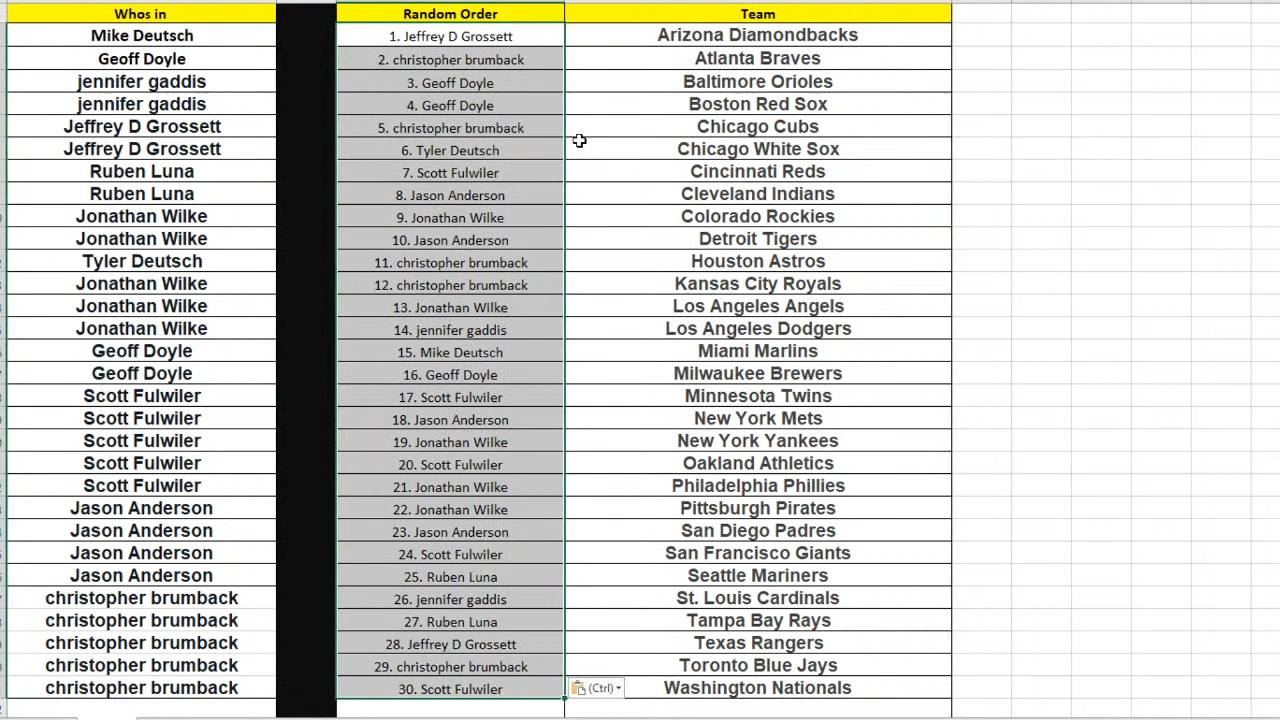 Whos in Random Order Team
Mike Deutsch 1. Jeffrey D Grossett Arizona Diamondbacks
Geoff Doyle 2. christopher brumback Atlanta Braves
jennifer gaddis 3. Geoff Doyle Baltimore Orioles
jennifer gaddis 4. Geoff Doyle Boston Red Sox
Jeffrey D Grossett 5. christopher brumback Chicago Cubs
Jeffrey D Grossett 6. Tyler Deutsch Chicago White Sox
Ruben Luna 7. Scott Fulwiler Cincinnati Reds
Ruben Luna 8. Jason Anderson Cleveland Indians
Jonathan Wilke 9. Jonathan Wilke Colorado Rockies
Jonathan Wilke 10. Jason Anderson Detroit Tigers
Tyler Deutsch 11. christopher brumback Houston Astros
Jonathan Wilke 12. christopher brumback Kansas City Royals
Jonathan Wilke 13. Jonathan Wilke Los Angeles Angels
Jonathan Wilke 14. jennifer gaddis Los Angeles Dodgers
Geoff Doyle 15. Mike Deutsch Miami Marlins
Geoff Doyle 16. Geoff Doyle Milwaukee Brewers
Scott Fulwiler 17. Scott Fulwiler Minnesota Twins
Scott Fulwiler 18. Jason Anderson New York Mets
Scott Fulwiler 19. Jonathan Wilke New York Yankees
Scott Fulwiler 20. Scott Fulwiler Oakland Athletics
Scott Fulwiler 21. Jonathan Wilke Philadelphia Phillies
Jason Anderson 22. Jonathan Wilke Pittsburgh Pirates
Jason Anderson 23. Jason Anderson San Diego Padres
Jason Anderson 24. Scott Fulwiler San Francisco Giants
Jason Anderson 25. Ruben Luna Seattle Mariners
christopher brumback 26. jennifer gaddis St. Louis Cardinals
christopher brumback 27. Ruben Luna Tampa Bay Rays
christopher brumback 28. Jeffrey D Grossett Texas Rangers
christopher brumback 29. christopher brumback Toronto Blue Jays
christopher brumback 30. Scott Fulwiler (Ctrl) Washington Nationals